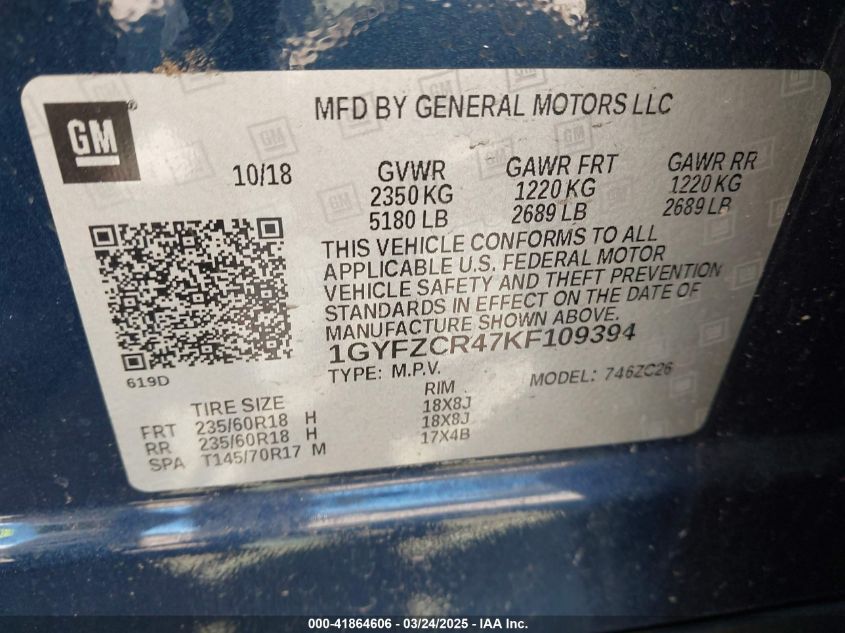 GM ®
MFD BY GENERAL MOTORS LLC
10/18 GVWR GAWR FRT GAWR RR
2350 KG 1220 KG 1220 KG
5180 LB 2689 LB 2689 LB
THIS VEHICLE CONFORMS TO ALL
APPLICABLE U.S. FEDERAL MOTOR
VEHICLE SAFETY AND THEFT PREVENTION
STANDARDS IN EFFECT ON THE DATE OF
MANUFACTURE SHOWN ABOVE.
1GYFZCR47KF109394
619D
TYPE: M.P.V. MODEL: 746ZC26
TIRE SIZE RIM
FRT 235/60R18 H 18X8J
RR 235/60R18 H 18X8J
SPA T145/70R17 M 17X4B
000-41864606 - 03/24/2025 - IAAI Inc.